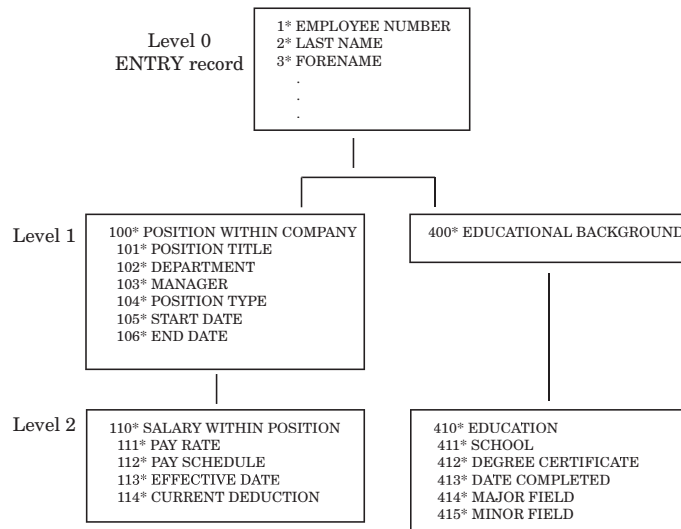 Level 0
ENTRY record
1* EMPLOYEE NUMBER
2* LAST NAME
3* FORENAME
.
.
.
Level 1
100* POSITION WITHIN COMPANY
101* POSITION TITLE
102* DEPARTMENT
103* MANAGER
104* POSITION TYPE
105* START DATE
106* END DATE
400* EDUCATIONAL BACKGROUND
Level 2
110* SALARY WITHIN POSITION
111* PAY RATE
112* PAY SCHEDULE
113* EFFECTIVE DATE
114* CURRENT DEDUCTION
410* EDUCATION
411* SCHOOL
412* DEGREE CERTIFICATE
413* DATE COMPLETED
414* MAJOR FIELD
415* MINOR FIELD